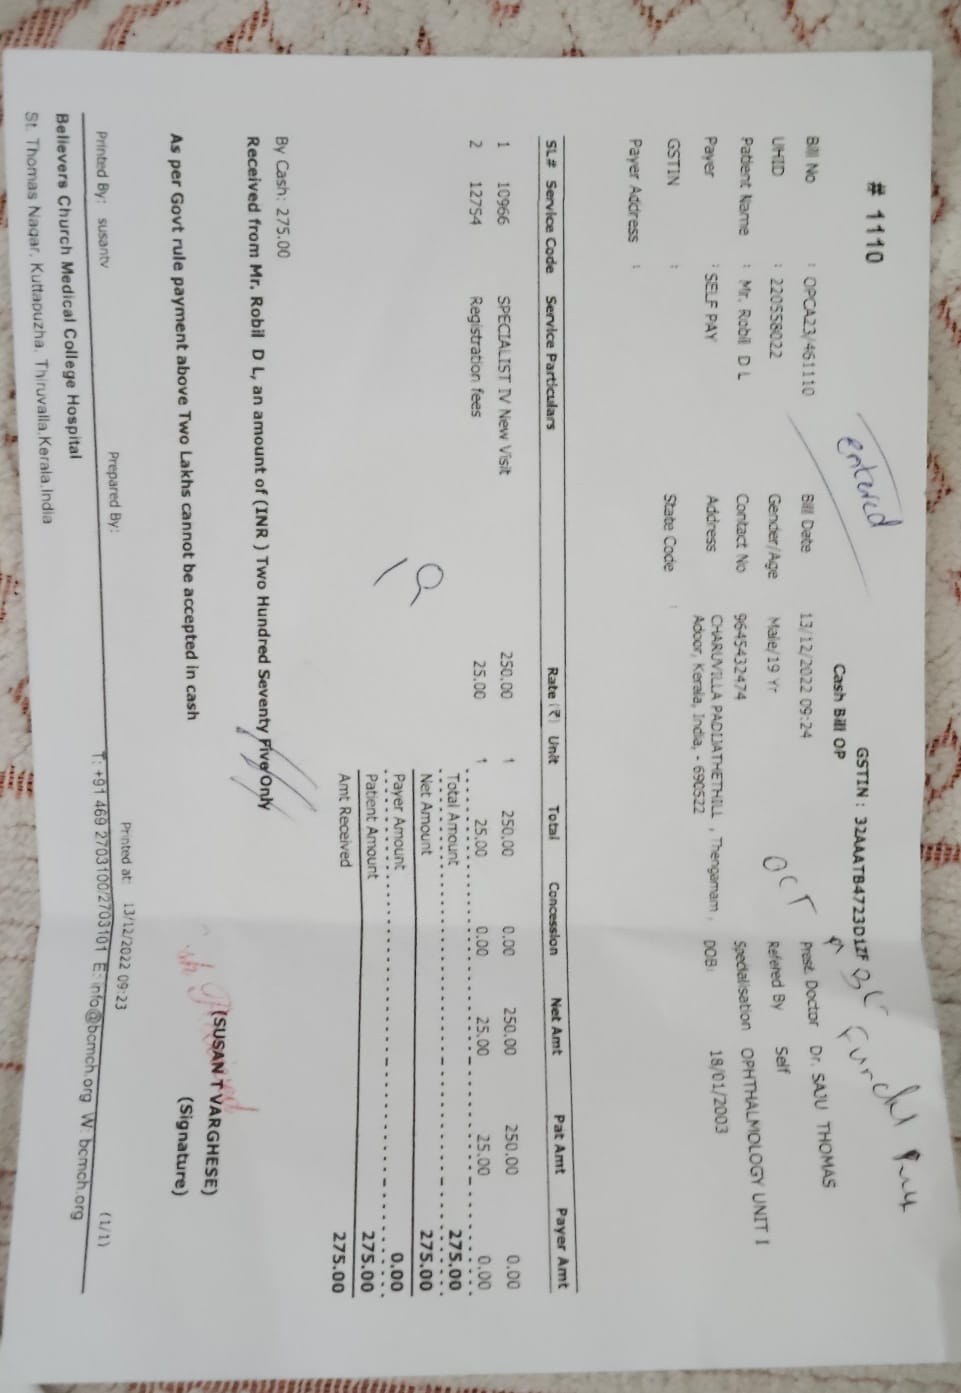 # 1110
entered
GSTIN : 32AAATB4723D1ZF
Cash Bill OP
Bill No : OPCA23/461110 Bill Date 13/12/2022 09:24 Prest. Doctor Dr. SAJU THOMAS
UHID : 220558022 Gender/Age Male/19 Yr OCT Refered By Self
Patient Name : Mr. Robil D L Contact No 9645432474 Specialisation OPHTHALMOLOGY UNIT I
Payer : SELF PAY Address CHARUVILLA PADIJATHETHILL , Thengamam , DOB: 18/01/2003
Adoor, Kerala, India, - 690522
GSTIN : State Code :
Payer Address :
SL# Service Code Service Particulars Rate (₹) Unit Total Concession Net Amt Pat Amt Payer Amt
1 10966 SPECIALIST IV New Visit 250.00 1 250.00 0.00 250.00 250.00 0.00
2 12754 Registration fees 25.00 1 25.00 0.00 25.00 25.00 0.00
Total Amount 275.00
Net Amount 275.00
Payer Amount 0.00
Patient Amount 275.00
Amt Received 275.00
By Cash: 275.00
Received from Mr. Robil D L, an amount of (INR ) Two Hundred Seventy Five Only
(SUSAN T VARGHESE)
As per Govt rule payment above Two Lakhs cannot be accepted in cash
(Signature)
Printed By: susantv Prepared By: Printed at: 13/12/2022 09:23 (1/1)
Believers Church Medical College Hospital T: +91 469 2703100/2703101 E: info@bcmch.org W: bcmch.org
St. Thomas Nagar, Kuttapuzha, Thiruvalla,Kerala,India